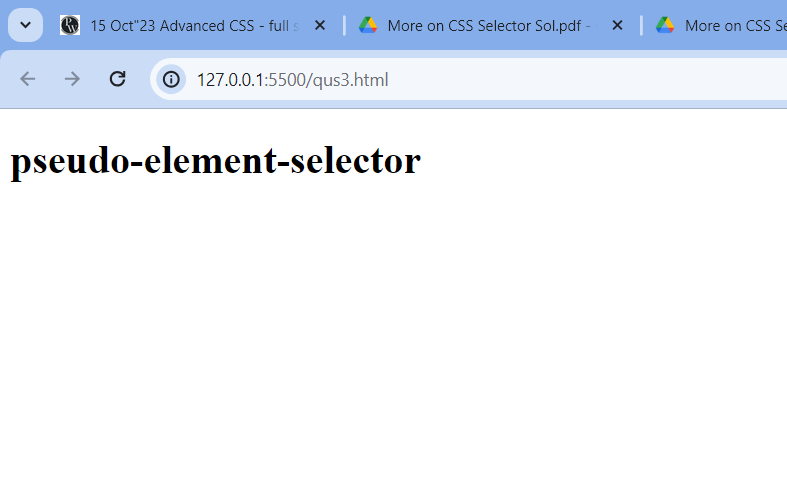 15 Oct"23 Advanced CSS - full s
More on CSS Selector Sol.pdf -
More on CSS Se
127.0.0.1:5500/qus3.html
pseudo-element-selector